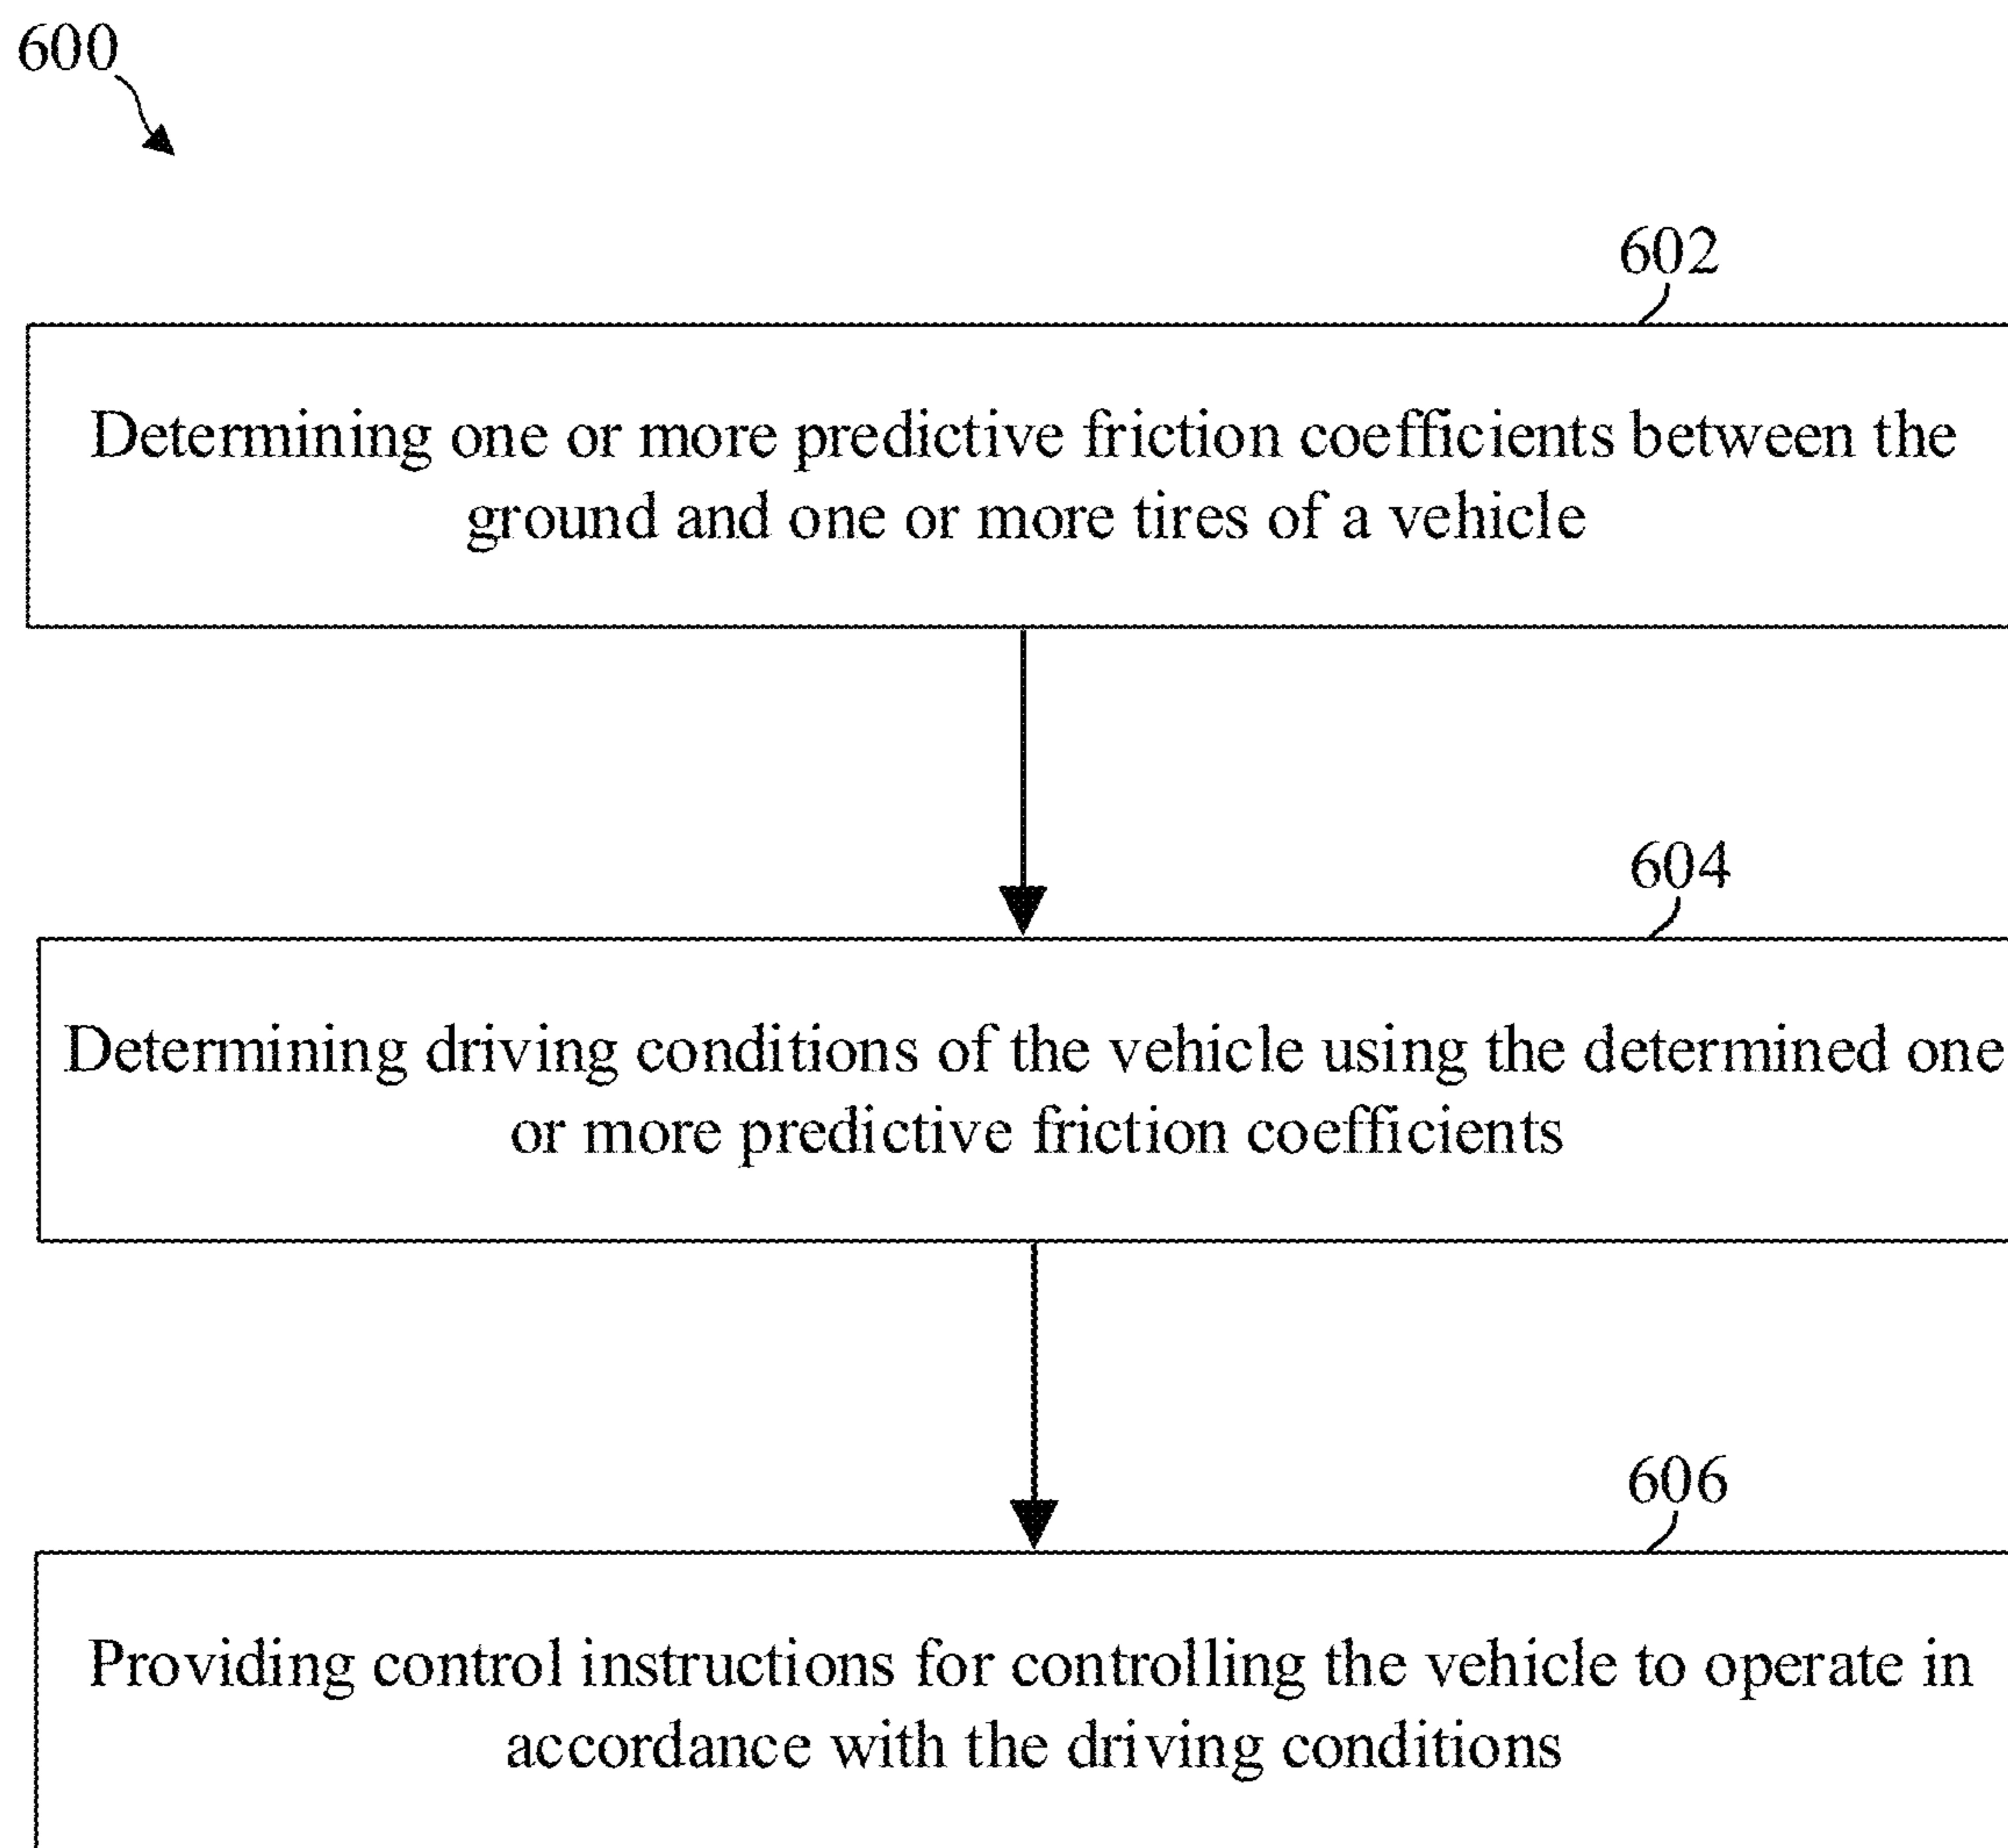 600
602
Determining one or more predictive friction coefficients between the
ground and one or more tires of a vehicle
604
Determining driving conditions of the vehicle using the determined one
or more predictive friction coefficients
606
Providing control instructions for controlling the vehicle to operate in
accordance with the driving conditions